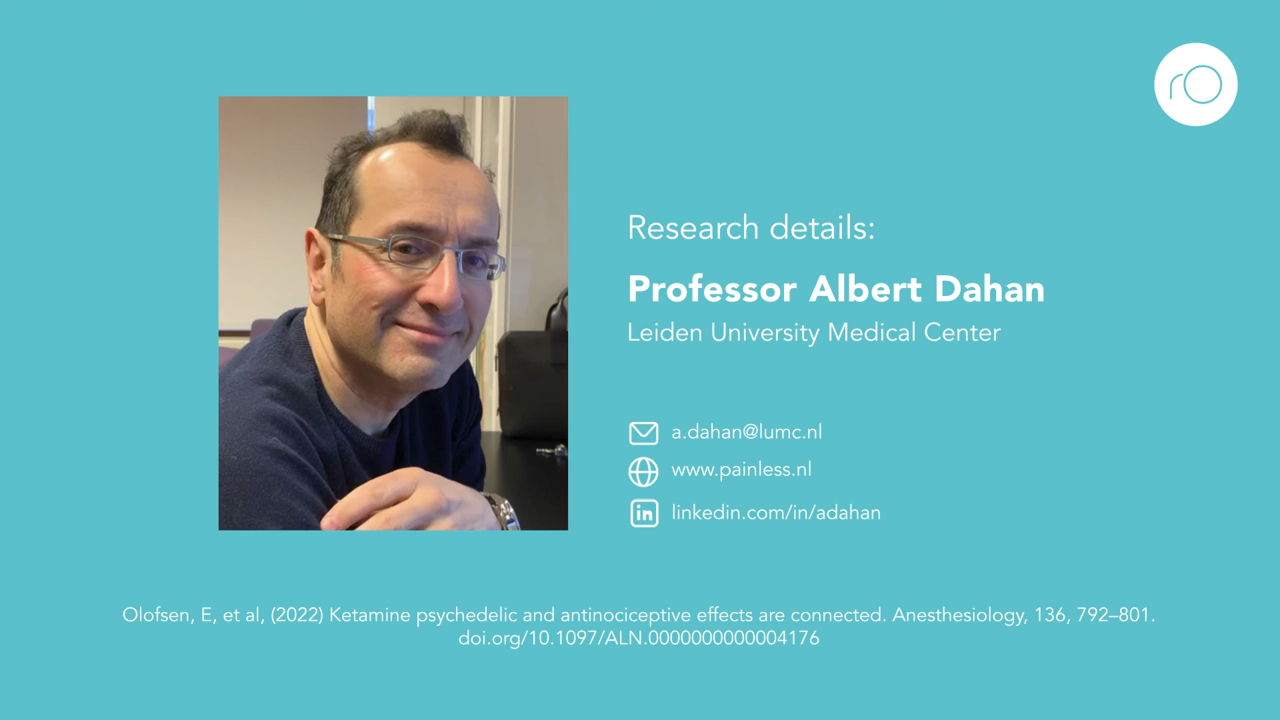 rO
Research details:
Professor Albert Dahan
Leiden University Medical Center
a.dahan@lumc.nl
www.painless.nl
in
linkedin.com/in/adahan
Olofsen, E, et al, (2022) Ketamine psychedelic and antinociceptive effects are connected. Anesthesiology, 136, 792–801.
doi.org/10.1097/ALN.0000000000004176